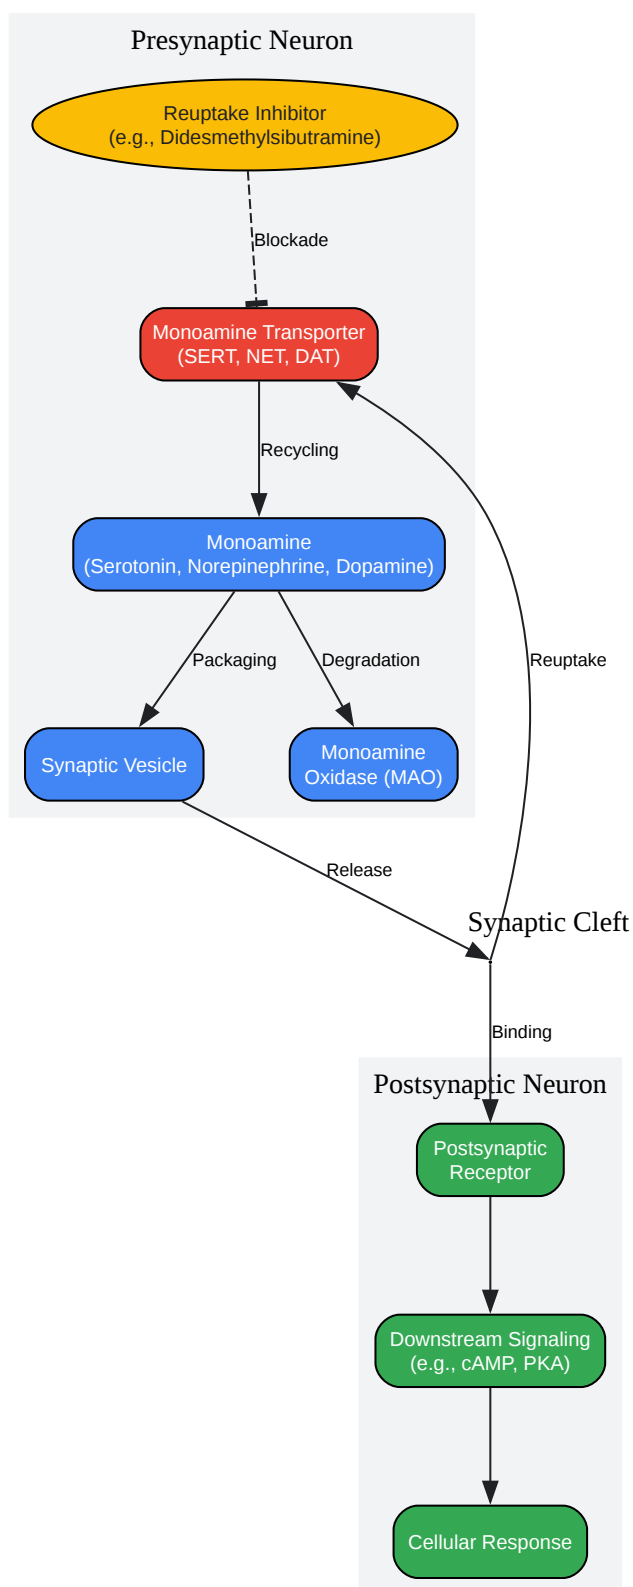 Presynaptic Neuron
Reuptake Inhibitor
(e.g., Didesmethylsibutramine)
Blockade
Monoamine Transporter
(SERT, NET, DAT)
Recycling
Monoamine
(Serotonin, Norepinephrine, Dopamine)
Packaging
Degradation
Reuptake
Synaptic Vesicle
Monoamine
Oxidase (MAO)
Release
Synaptic Cleft
Binding
Postsynaptic Neuron
Postsynaptic
Receptor
Downstream Signaling
(e.g., cAMP, PKA)
Cellular Response